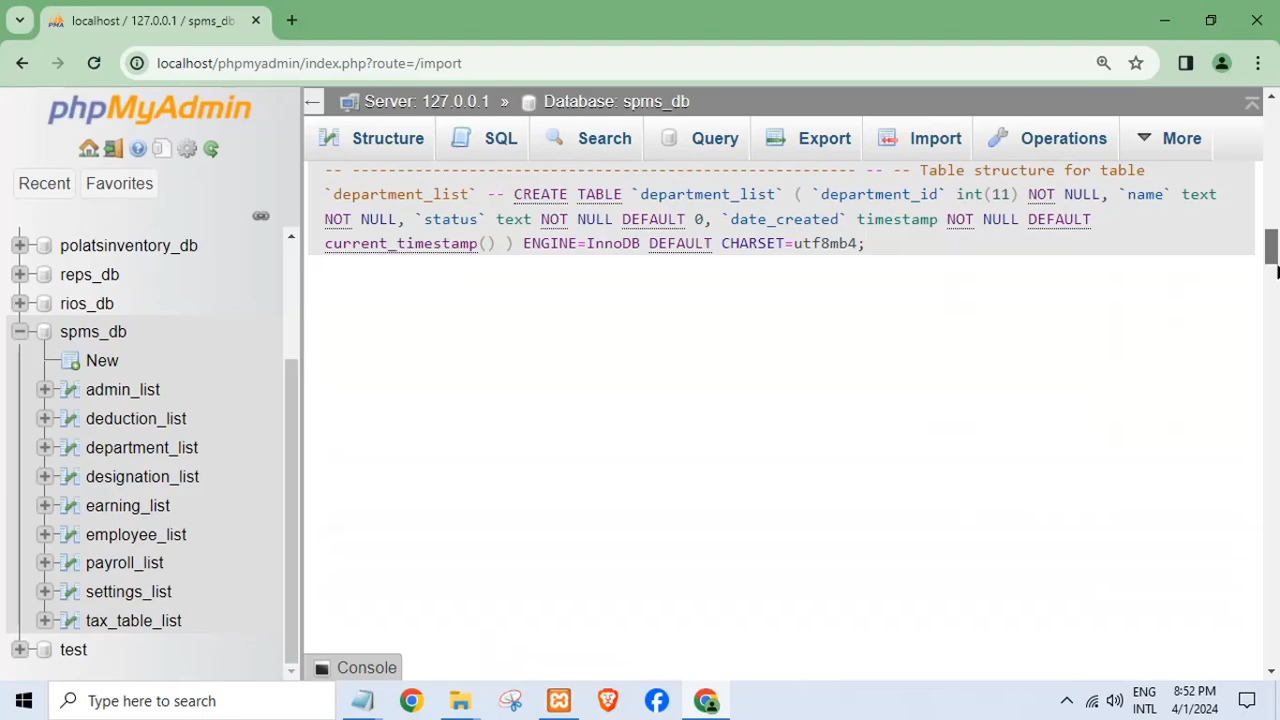 localhost / 127.0.0.1 / spms_db
localhost/phpmyadmin/index.php?route=/import
phpMyAdmin
Recent
Favorites
polatsinventory_db
reps_db
rios_db
spms_db
New
admin_list
deduction_list
department_list
designation_list
earning_list
employee_list
payroll_list
settings_list
tax_table_list
test
Server: 127.0.0.1 » Database: spms_db
Structure SQL Search Query Export Import Operations More
-- -------------------------------------------------------- -- -- Table structure for table
`department_list` -- CREATE TABLE `department_list` ( `department_id` int(11) NOT NULL, `name` text
NOT NULL, `status` text NOT NULL DEFAULT 0, `date_created` timestamp NOT NULL DEFAULT
current_timestamp() ) ENGINE=InnoDB DEFAULT CHARSET=utf8mb4;
Console
Type here to search
ENG
INTL
8:52 PM
4/1/2024